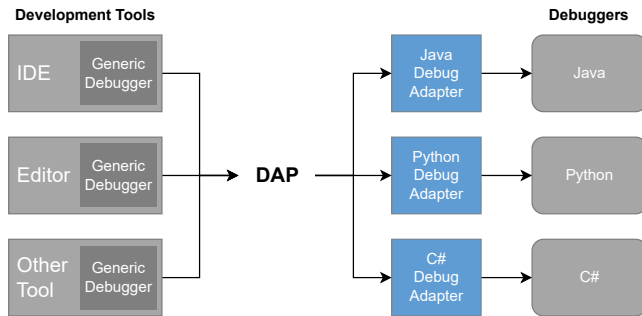 Development Tools
Debuggers
IDE
Generic
Debugger
Java
Debug
Adapter
Java
Editor
Generic
Debugger
DAP
Python
Debug
Adapter
Python
Other
Tool
Generic
Debugger
C#
Debug
Adapter
C#